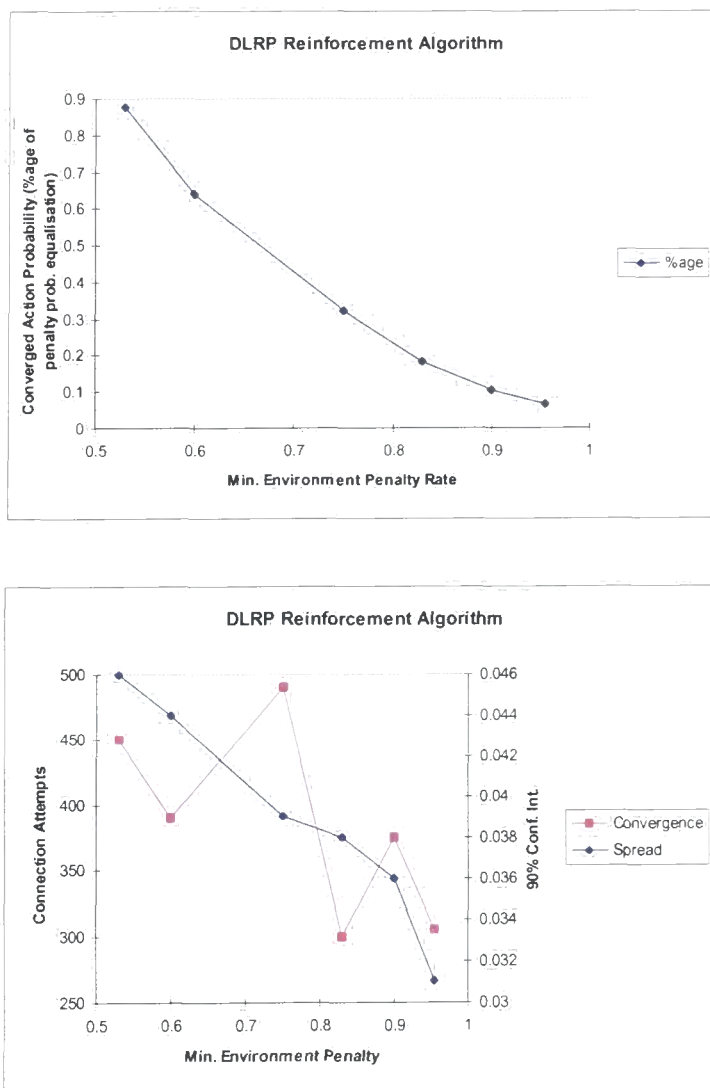 DLRP Reinforcement Algorithm
Converged Action Probability (%age of
penalty prob. equalisation)
0.9
0.8
0.7
0.6
0.5
0.4
0.3
0.2
0.1
0
0.5 0.6 0.7 0.8 0.9 1
Min. Environment Penalty Rate
%age
DLRP Reinforcement Algorithm
Connection Attempts
500
450
400
350
300
250
0.046
0.044
0.042
0.04
0.038
0.036
0.034
0.032
0.03
90% Conf. Int.
0.5 0.6 0.7 0.8 0.9 1
Min. Environment Penalty
Convergence
Spread